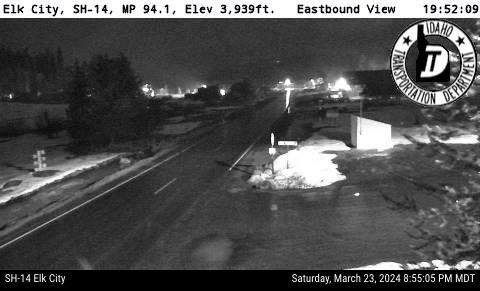 Elk City, SH-14, MP 94.1, Elev 3,939ft.   Eastbound View   19:52:09
IDAHO
TRANSPORTATION DEPARTMENT
SH-14 Elk City   Saturday, March 23, 2024 8:55:05 PM MDT